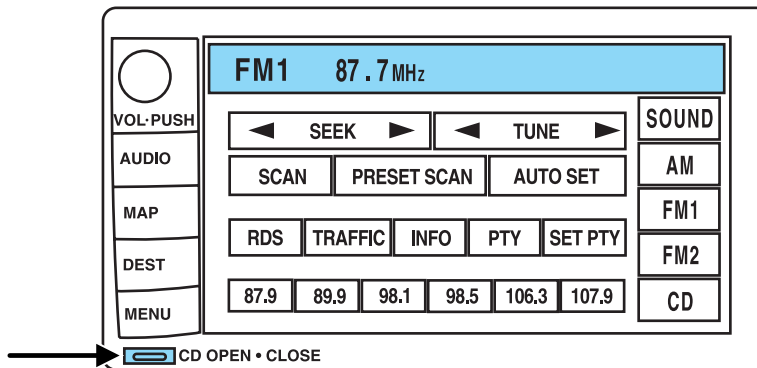 FM1 87.7 MHz
VOL·PUSH
AUDIO
MAP
DEST
MENU
◄ SEEK ► ◄ TUNE ►
SCAN PRESET SCAN AUTO SET
RDS TRAFFIC INFO PTY SET PTY
87.9 89.9 98.1 98.5 106.3 107.9
SOUND
AM
FM1
FM2
CD
CD OPEN • CLOSE